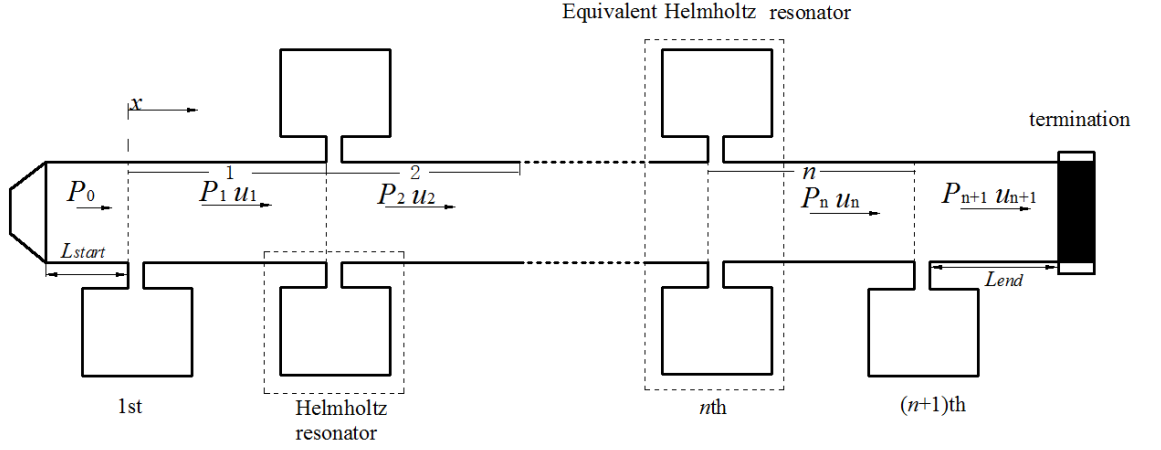 Equivalent Helmholtz resonator
termination
x
1
2
n
P0
P1 u1
P2 u2
Pn un
Pn+1 un+1
Lstart
Lend
1st
Helmholtz
resonator
nth
(n+1)th